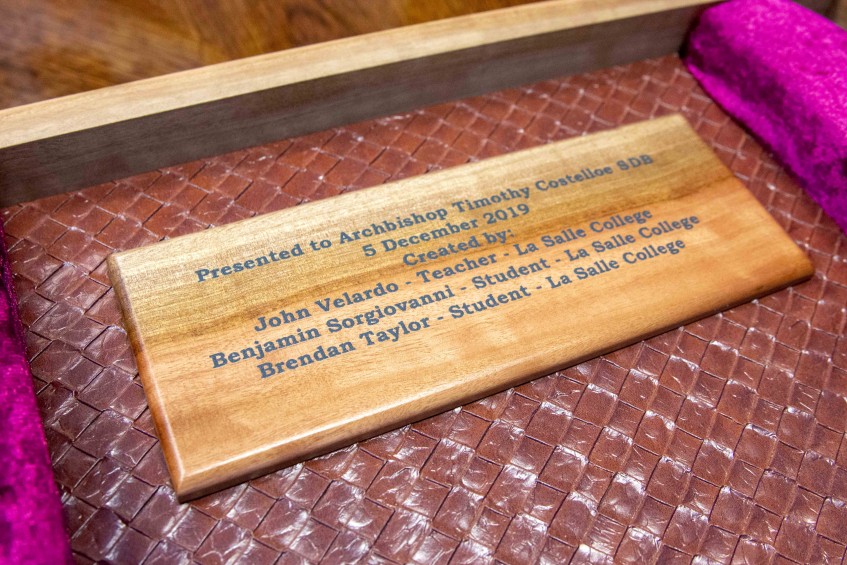 Presented to Archbishop Timothy Costelloe SDB
5 December 2019
Created by:
John Velardo - Teacher - La Salle College
Benjamin Sorgiovanni - Student - La Salle College
Brendan Taylor - Student - La Salle College